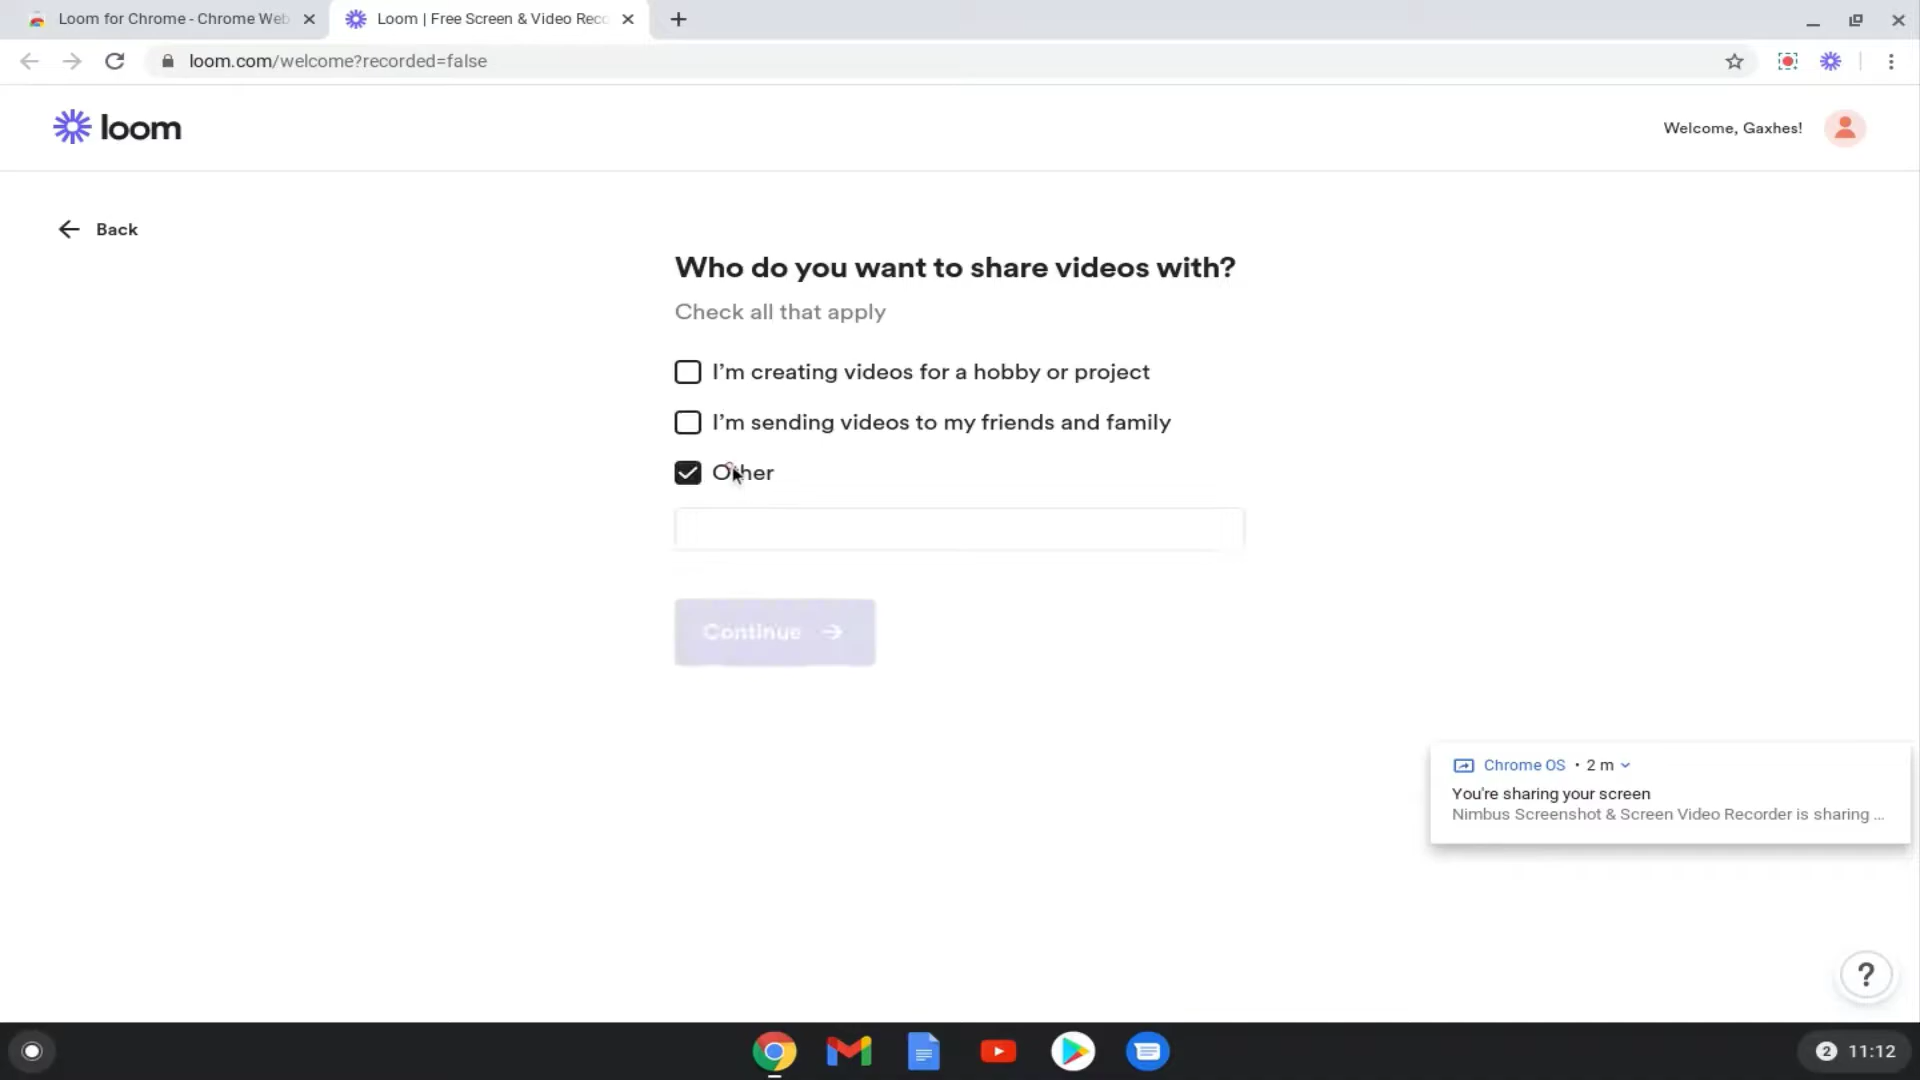 Loom for Chrome - Chrome Web
Loom | Free Screen & Video Reco
loom.com/welcome?recorded=false
loom
Welcome, Gaxhes!
Back
Who do you want to share videos with?
Check all that apply
I'm creating videos for a hobby or project
I'm sending videos to my friends and family
Other
Continue
Chrome OS • 2 m
You're sharing your screen
Nimbus Screenshot & Screen Video Recorder is sharing ...
?
2 11:12